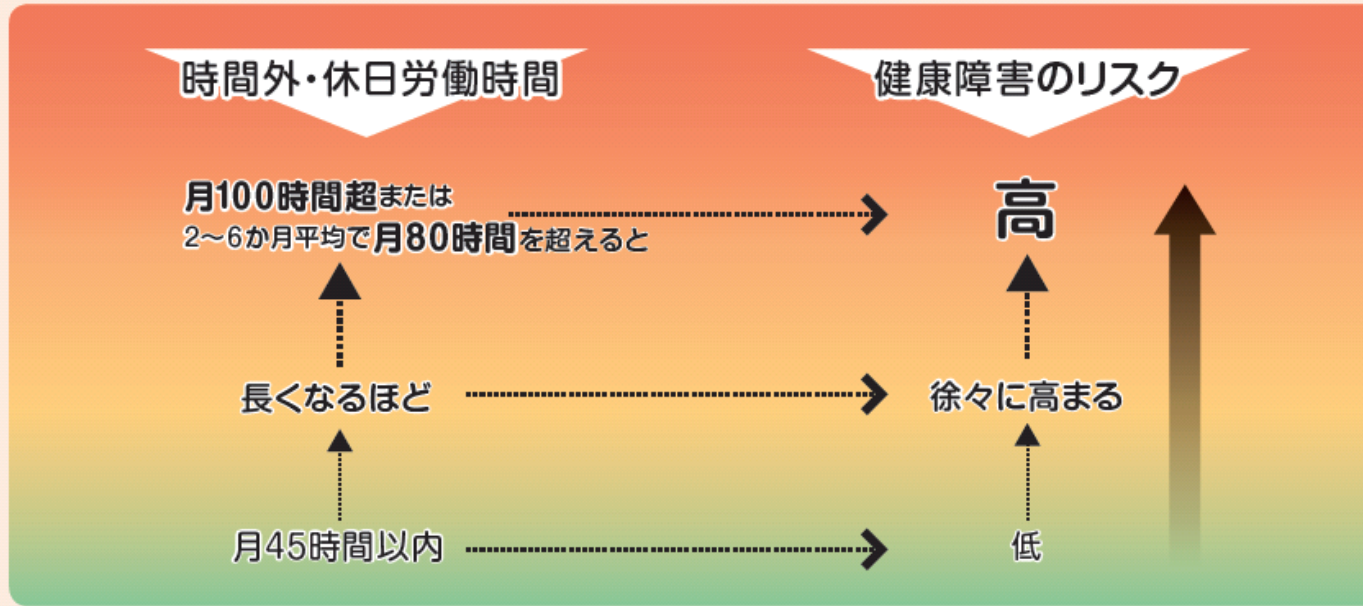 時間外・休日労働時間
健康障害のリスク
月100時間超または
2〜6か月平均で月80時間を超えると
高
長くなるほど
徐々に高まる
月45時間以内
低